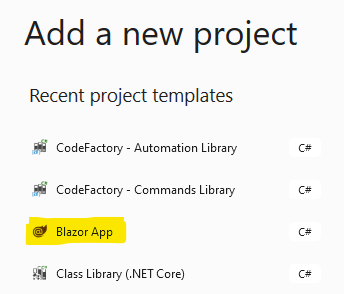 Add a new project
Recent project templates
CodeFactory - Automation Library C#
CodeFactory - Commands Library C#
Blazor App C#
Class Library (.NET Core) C#